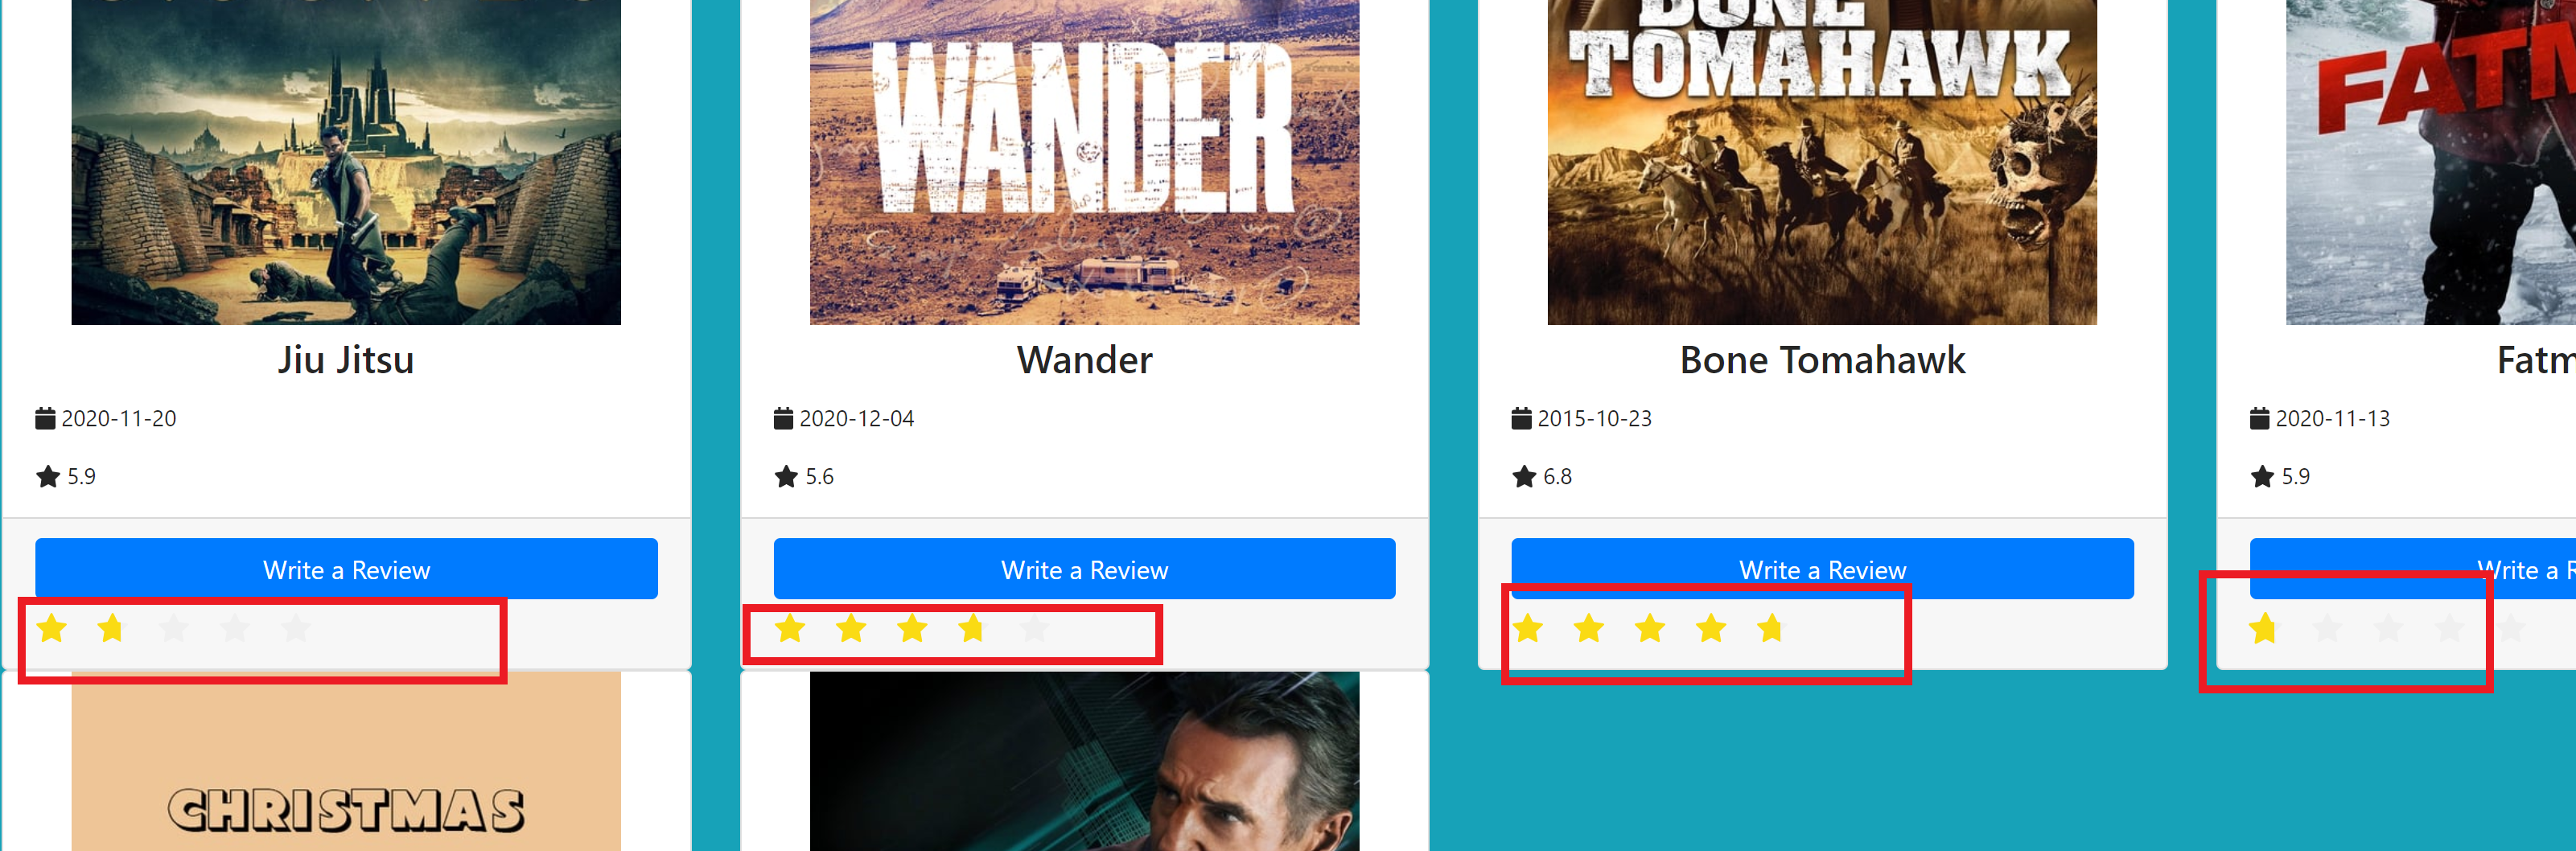 WANDER
BONE
TOMAHAWK
FATM
Jiu Jitsu
Wander
Bone Tomahawk
Fatm
2020-11-20
2020-12-04
2015-10-23
2020-11-13
5.9
5.6
6.8
5.9
Write a Review
Write a Review
Write a Review
Write a R
CHRISTMAS